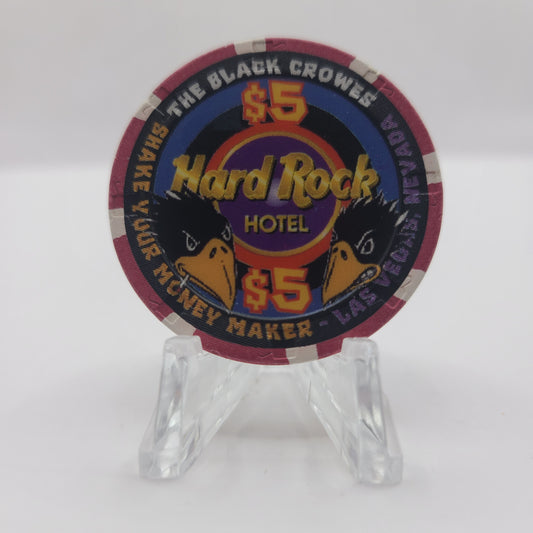 THE BLACK CROWES
$5
Hard Rock
HOTEL
$5
SHAKE YOUR MONEY MAKER - LAS VEGAS, NEVADA